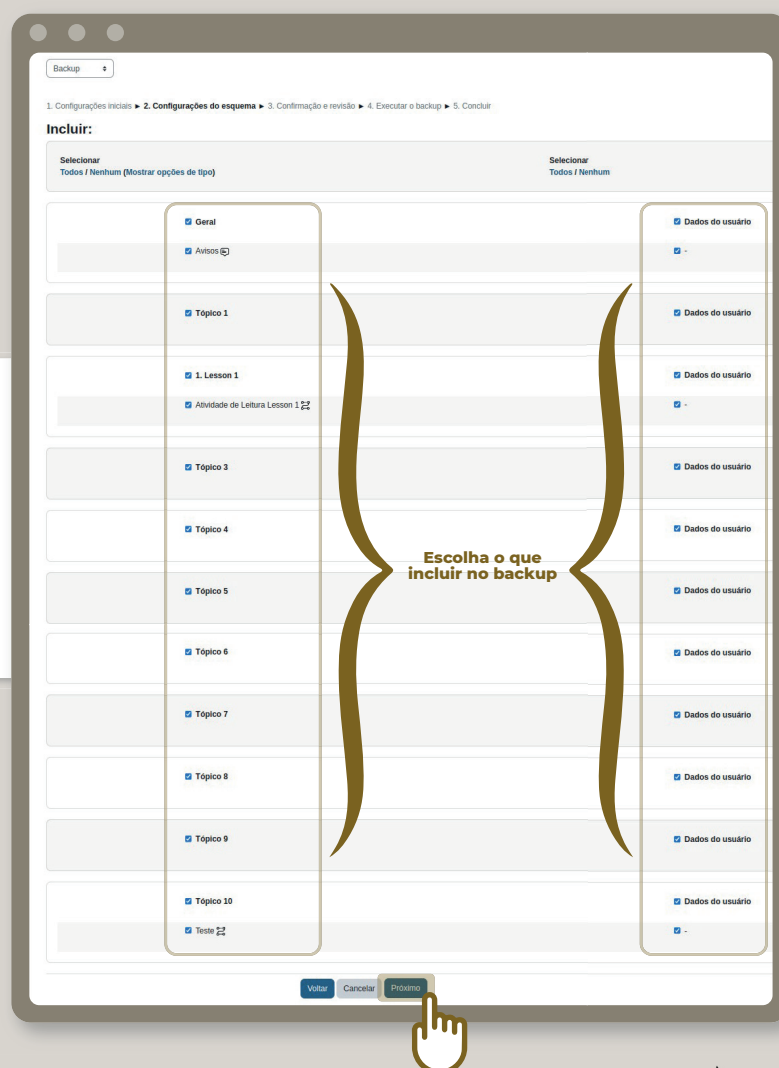 Backup
1. Configurações iniciais ► 2. Configurações do esquema ► 3. Confirmação e revisão ► 4. Executar o backup ► 5. Concluir
Incluir:
Selecionar Selecionar
Todos / Nenhum (Mostrar opções de tipo) Todos / Nenhum
Geral Dados do usuário
Avisos -
Tópico 1 Dados do usuário
1. Lesson 1 Dados do usuário
Atividade de Leitura Lesson 1 -
Tópico 3 Dados do usuário
Tópico 4 Dados do usuário
Escolha o que
incluir no backup
Tópico 5 Dados do usuário
Tópico 6 Dados do usuário
Tópico 7 Dados do usuário
Tópico 8 Dados do usuário
Tópico 9 Dados do usuário
Tópico 10 Dados do usuário
Teste -
Voltar Cancelar Próximo